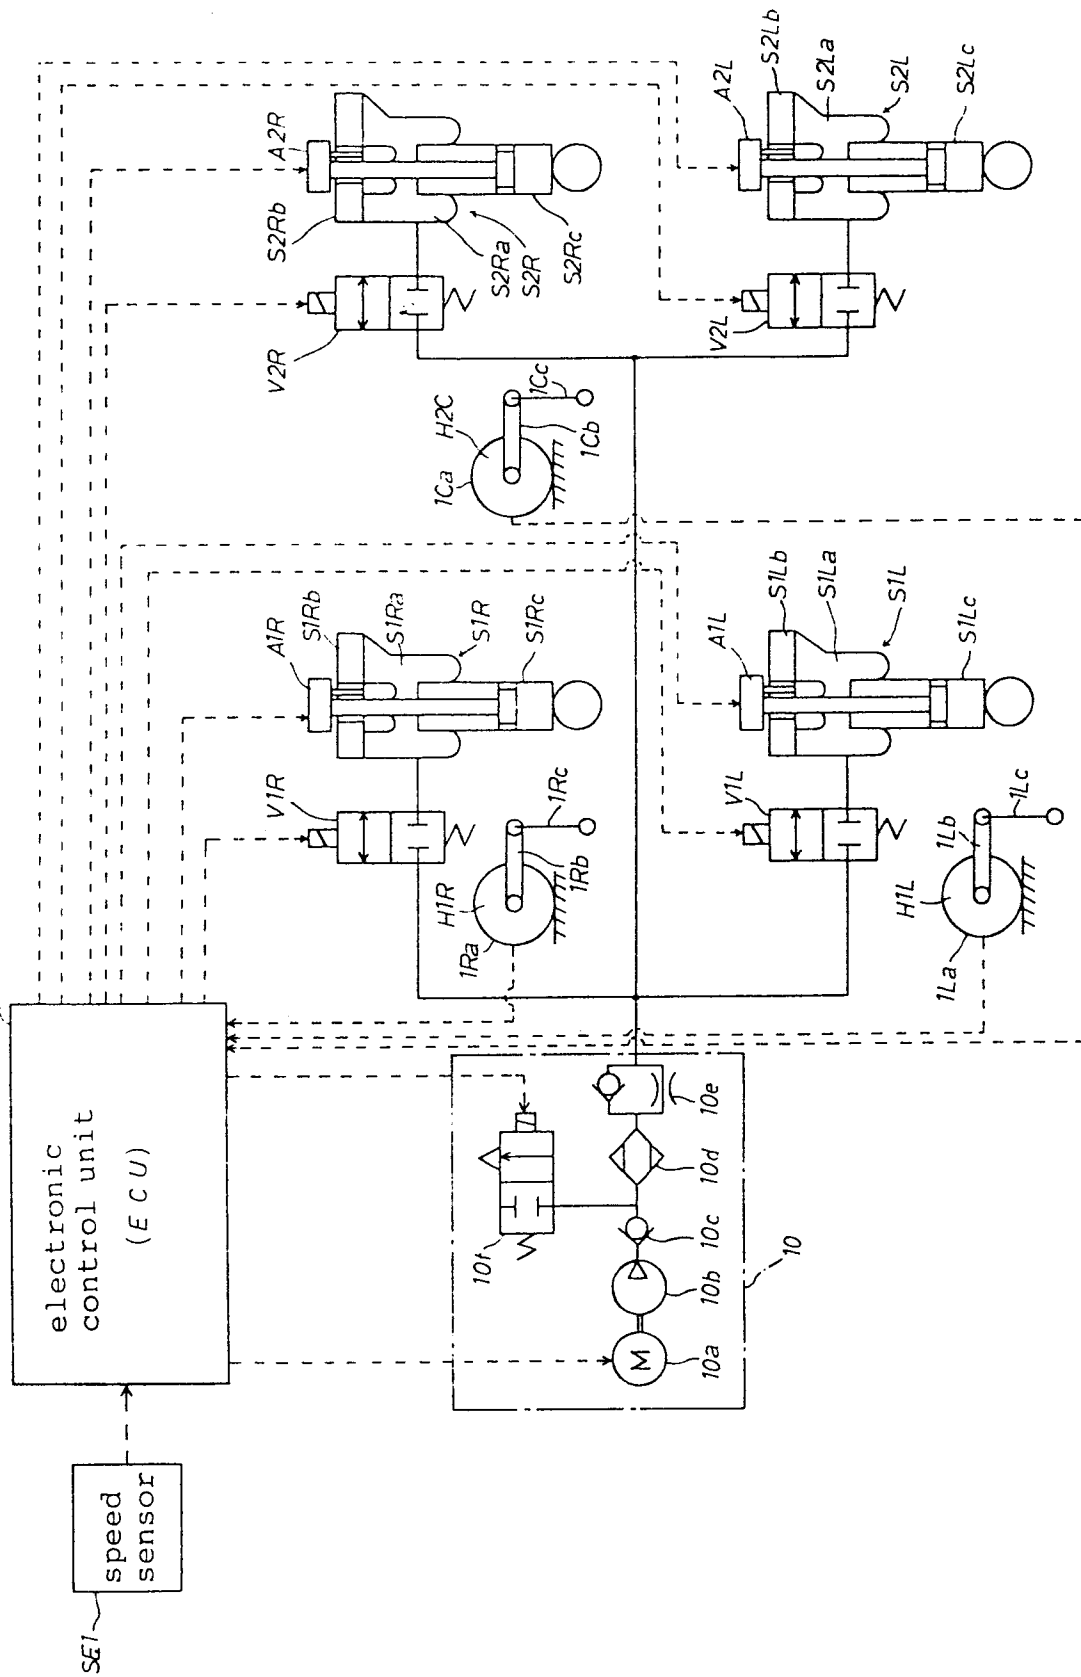 SE1
speed
sensor
electronic
control unit
(ECU)
10
10a
10b
10c
10d
10e
10f
V1R
A1R
S1Rb
S1Ra
S1R
S1Rc
H1R
1Ra
1Rb
1Rc
V1L
A1L
S1Lb
S1La
S1L
S1Lc
H1L
1La
1Lb
1Lc
H2C
1Ca
1Cb
1Cc
V2R
S2Rb
A2R
S2Ra
S2R
S2Rc
V2L
A2L
S2Lb
S2La
S2L
S2Lc
M